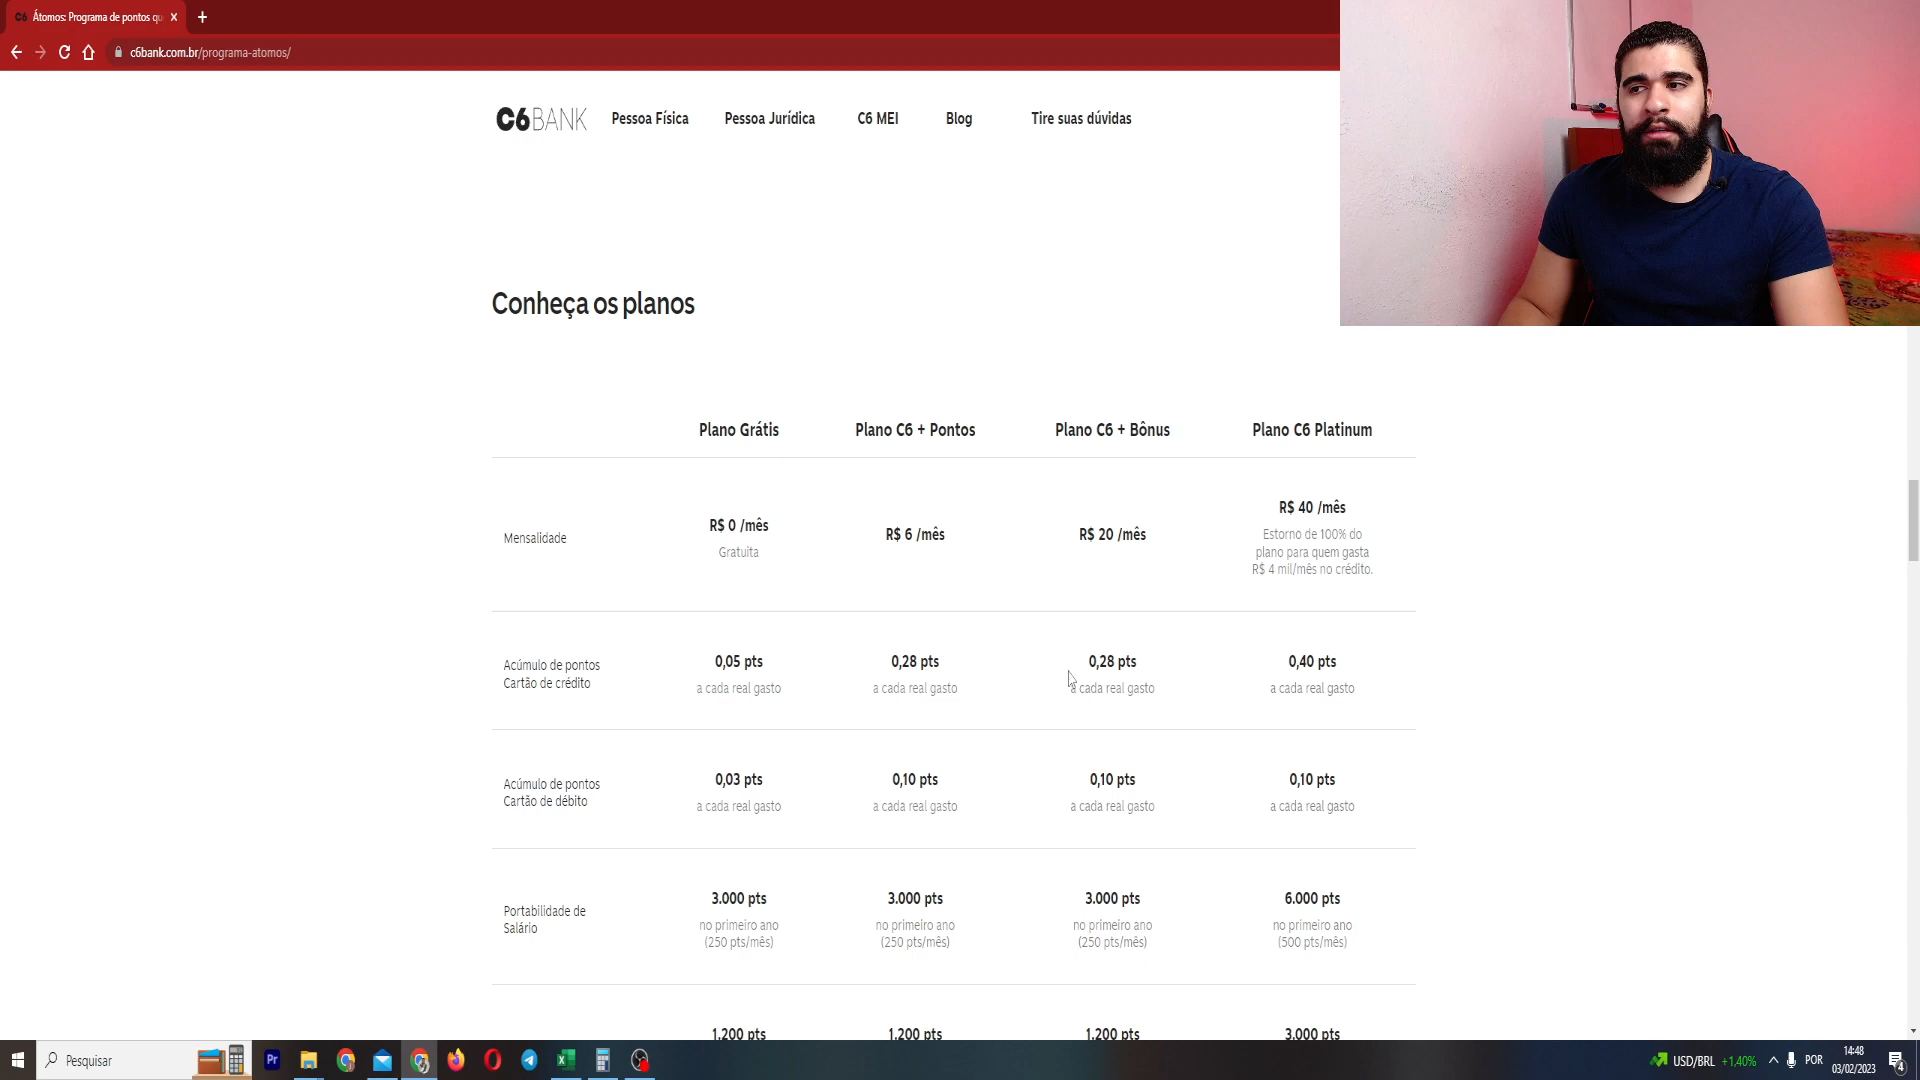 C6 Átomos: Programa de pontos qu
c6bank.com.br/programa-atomos/
C6BANK
Pessoa Física
Pessoa Jurídica
C6 MEI
Blog
Tire suas dúvidas
Conheça os planos
Plano Grátis
Plano C6 + Pontos
Plano C6 + Bônus
Plano C6 Platinum
Mensalidade
R$ 0 /mês
Gratuita
R$ 6 /mês
R$ 20 /mês
R$ 40 /mês
Estorno de 100% do
plano para quem gasta
R$ 4 mil/mês no crédito.
Acúmulo de pontos
Cartão de crédito
0,05 pts
a cada real gasto
0,28 pts
a cada real gasto
0,28 pts
a cada real gasto
0,40 pts
a cada real gasto
Acúmulo de pontos
Cartão de débito
0,03 pts
a cada real gasto
0,10 pts
a cada real gasto
0,10 pts
a cada real gasto
0,10 pts
a cada real gasto
Portabilidade de
Salário
3.000 pts
no primeiro ano
(250 pts/mês)
3.000 pts
no primeiro ano
(250 pts/mês)
3.000 pts
no primeiro ano
(250 pts/mês)
6.000 pts
no primeiro ano
(500 pts/mês)
1.200 pts
1.200 pts
1.200 pts
3.000 pts
Pesquisar
Pr
USD/BRL +1,40%
POR
14:48
03/02/2023
4